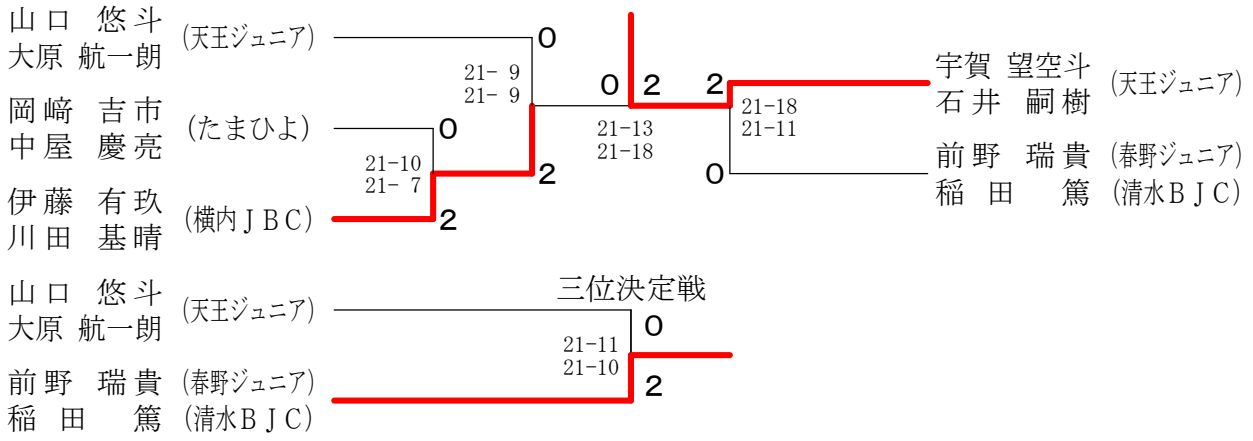 山口 悠斗 (天王ジュニア)
大原 航一朗
岡﨑 吉市 (たまひよ)
中屋 慶亮
伊藤 有玖 (横内ＪＢＣ)
川田 基晴
0
21- 9
21- 9
0
21-10
21- 7
2
2
0 2
21-13
21-18
2
21-18
21-11
0
宇賀 望空斗 (天王ジュニア)
石井 嗣樹
前野 瑞貴 (春野ジュニア)
稲田 篤 (清水ＢＪＣ)
三位決定戦
山口 悠斗 (天王ジュニア)
大原 航一朗
前野 瑞貴 (春野ジュニア)
稲田 篤 (清水ＢＪＣ)
0
21-11
21-10
2